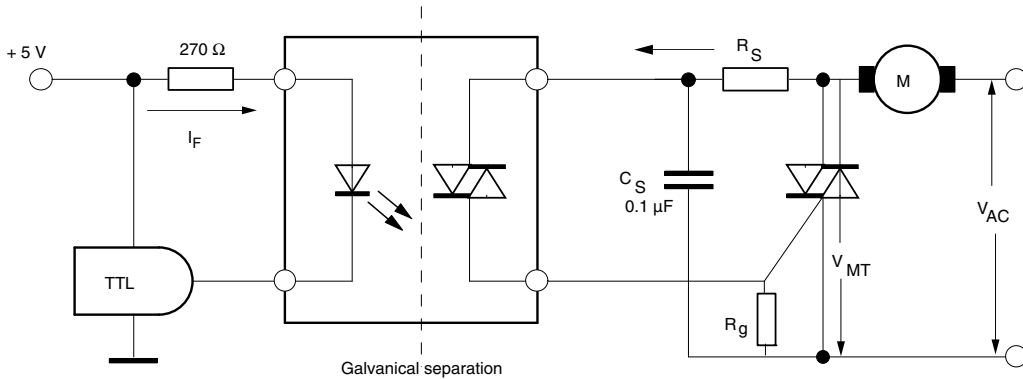 + 5 V
270 Ω
I_F
TTL
Galvanical separation
R_S
M
C_S
0.1 µF
R_g
V_MT
V_AC